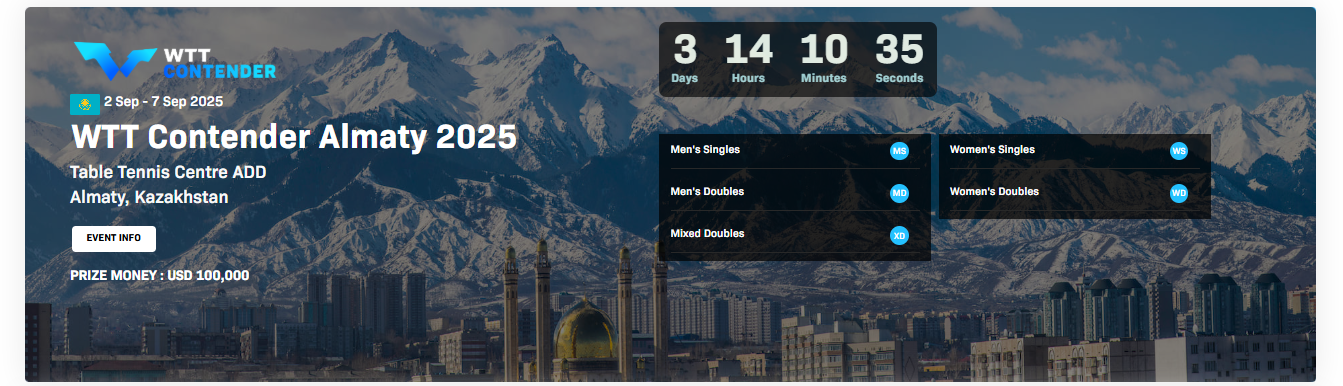 WTT
CONTENDER
2 Sep - 7 Sep 2025
WTT Contender Almaty 2025
Table Tennis Centre ADD
Almaty, Kazakhstan
EVENT INFO
PRIZE MONEY : USD 100,000
3 14 10 35
Days Hours Minutes Seconds
Men's Singles MS
Men's Doubles MD
Mixed Doubles XD
Women's Singles WS
Women's Doubles WD